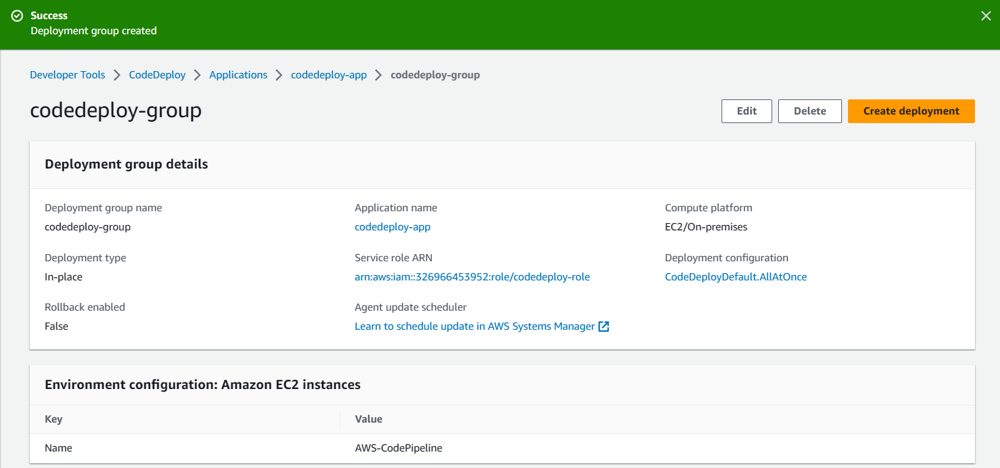 Success
Deployment group created
Developer Tools > CodeDeploy > Applications > codedeploy-app > codedeploy-group
codedeploy-group
Edit Delete Create deployment
Deployment group details
Deployment group name Application name Compute platform
codedeploy-group codedeploy-app EC2/On-premises
Deployment type Service role ARN Deployment configuration
In-place arn:aws:iam::326966453952:role/codedeploy-role CodeDeployDefault.AllAtOnce
Rollback enabled Agent update scheduler
False Learn to schedule update in AWS Systems Manager
Environment configuration: Amazon EC2 instances
Key Value
Name AWS-CodePipeline